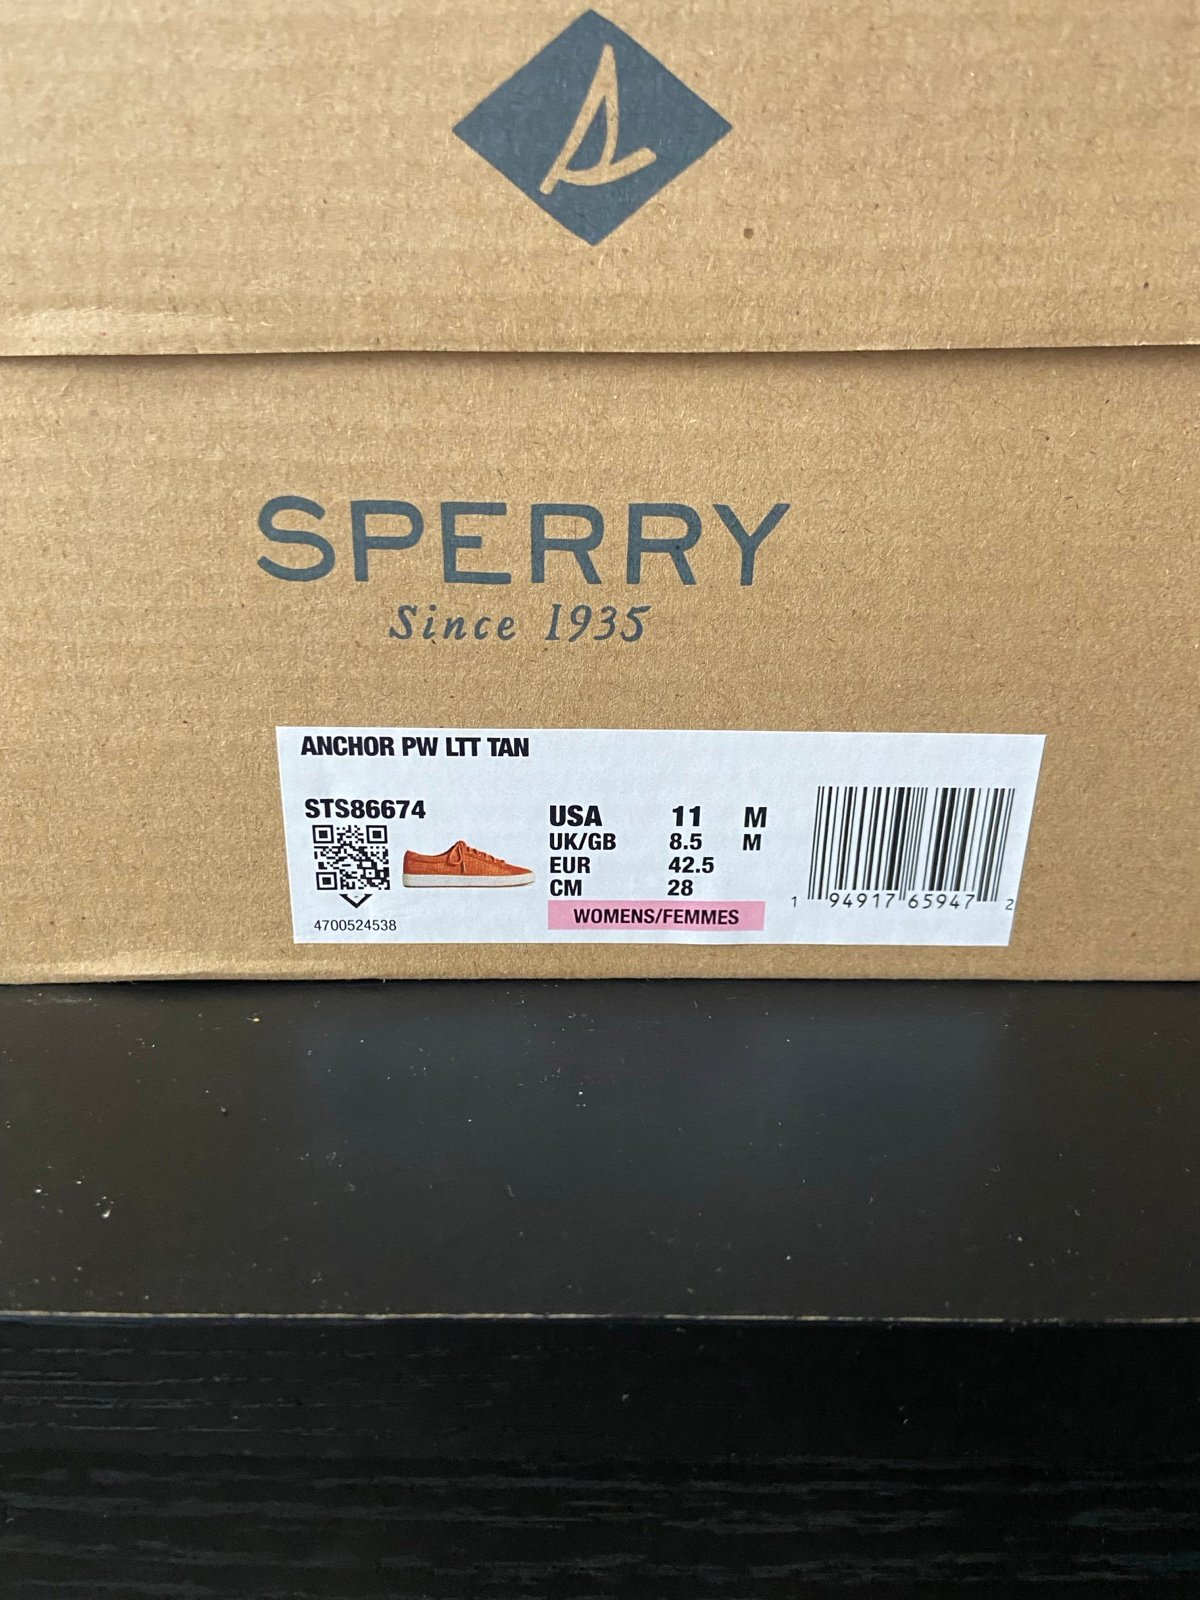 SPERRY
Since 1935
ANCHOR PW LTT TAN
STS86674
USA 11 M
UK/GB 8.5 M
EUR 42.5
CM 28
WOMENS/FEMMES
4700524538
1 94917 65947 2